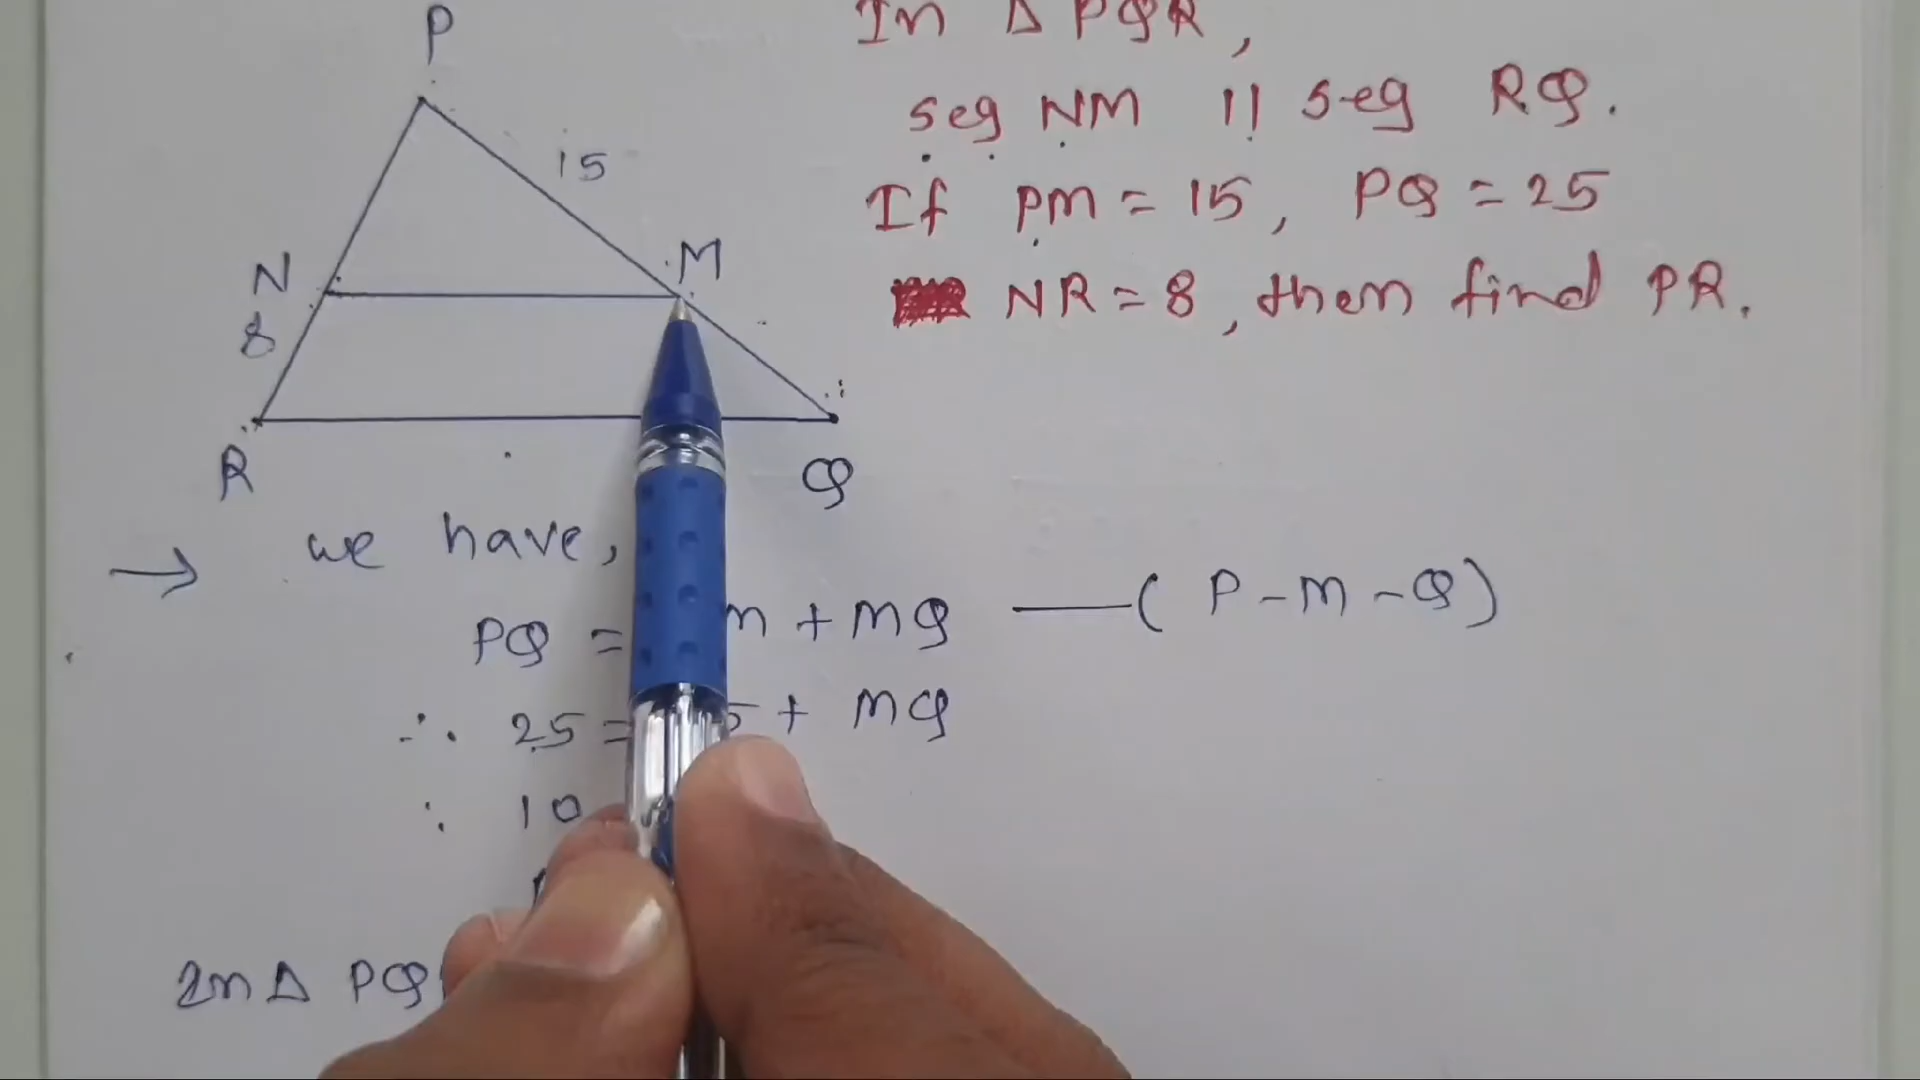 In Δ PQR,
seg NM || seg RQ.
If PM = 15, PQ = 25
NR = 8, then find PR.
P
15
N
M
8
R
Q
→ we have,
PQ = m + MQ —( P - M - Q)
∴ 25 = 5 + MQ
∴ 10
In Δ PQ